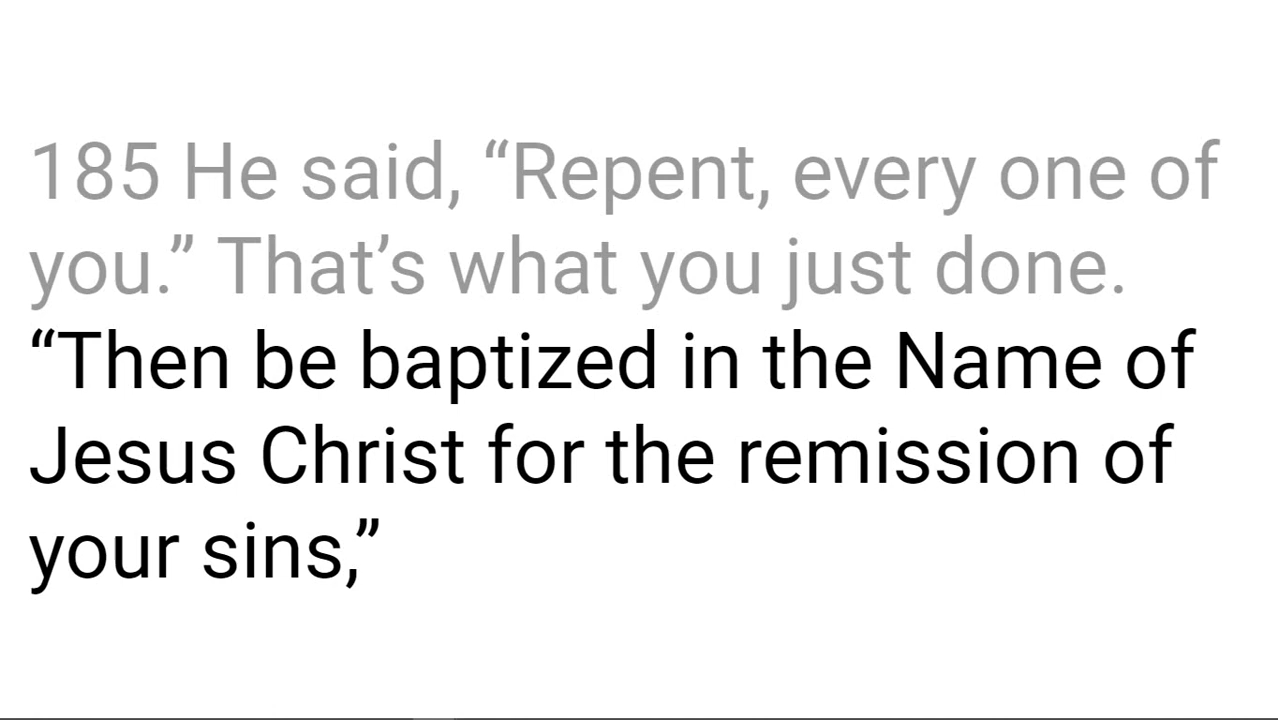 185 He said, “Repent, every one of
you.” That’s what you just done.
“Then be baptized in the Name of
Jesus Christ for the remission of
your sins,”